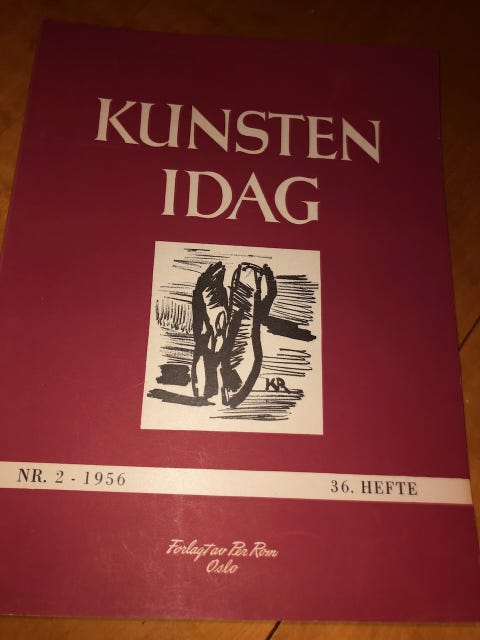 KUNSTEN
IDAG
KR
NR. 2 - 1956
36. HEFTE
Forlagt av Per Rom
Oslo